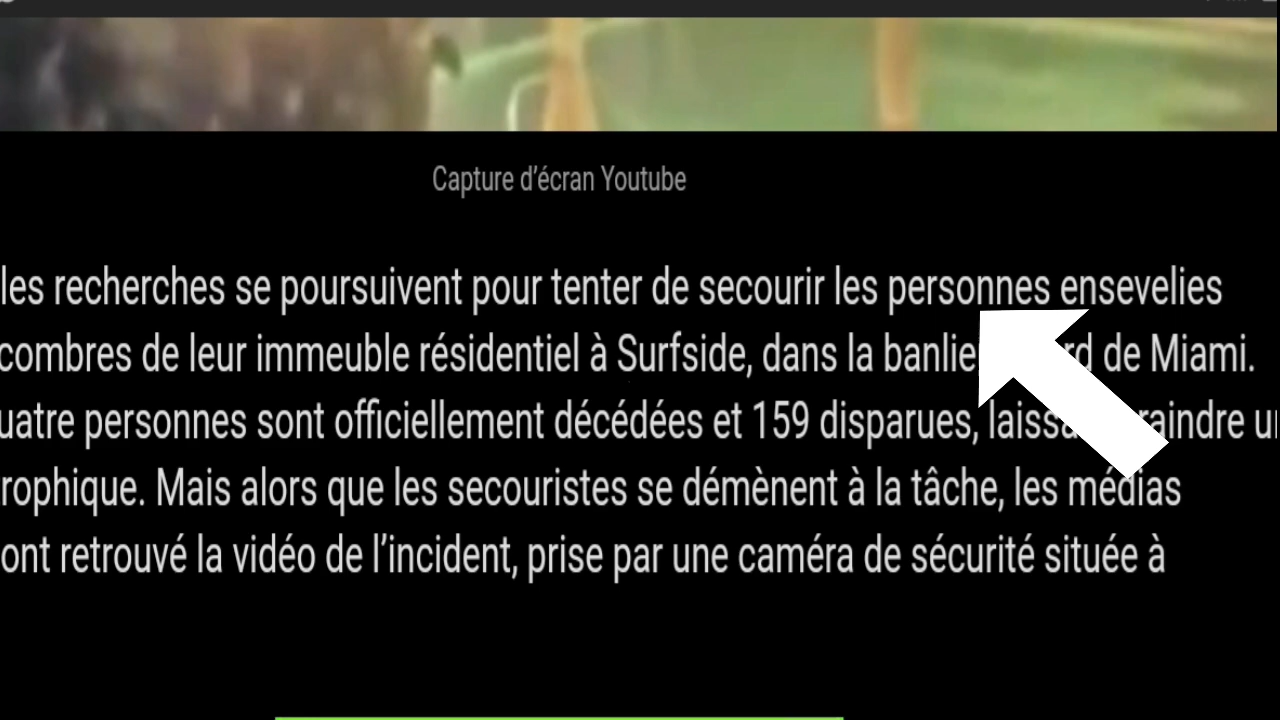 Capture d'écran Youtube
les recherches se poursuivent pour tenter de secourir les personnes ensevelies
combres de leur immeuble résidentiel à Surfside, dans la de Miami.
uatre personnes sont officiellement décédées et 159 disparues,
rophique. Mais alors que les secouristes se démènent à la tâche, les médias
ont retrouvé la vidéo de l'incident, prise par une caméra de sécurité située à